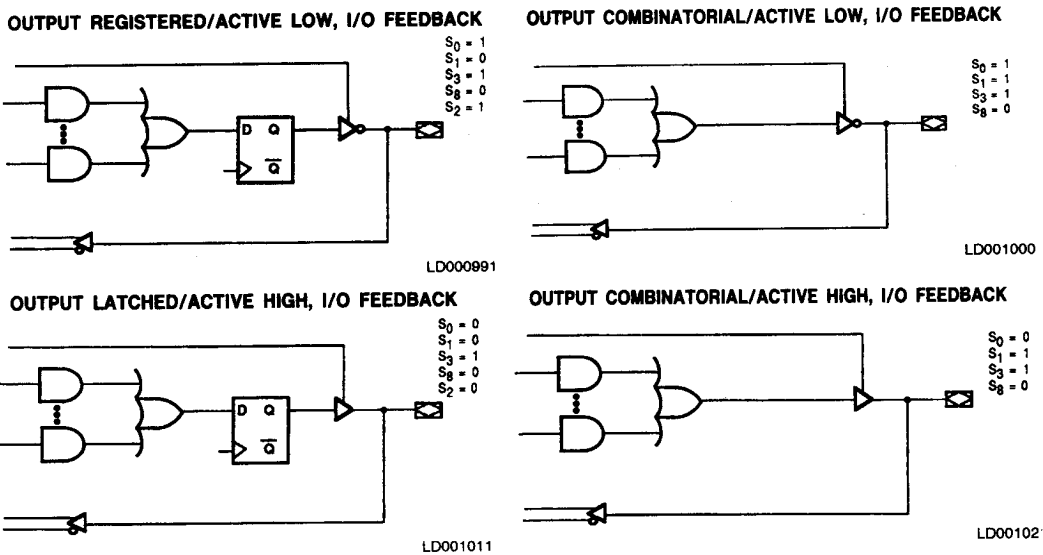 OUTPUT REGISTERED/ACTIVE LOW, I/O FEEDBACK
S0 = 1
S1 = 0
S3 = 1
S8 = 0
S2 = 1
D Q
Q̅
LD000991
OUTPUT COMBINATORIAL/ACTIVE LOW, I/O FEEDBACK
S0 = 1
S1 = 1
S3 = 1
S8 = 0
LD001000
OUTPUT LATCHED/ACTIVE HIGH, I/O FEEDBACK
S0 = 0
S1 = 0
S3 = 1
S8 = 0
S2 = 0
D Q
Q̅
LD001011
OUTPUT COMBINATORIAL/ACTIVE HIGH, I/O FEEDBACK
S0 = 0
S1 = 1
S3 = 1
S8 = 0
LD00102